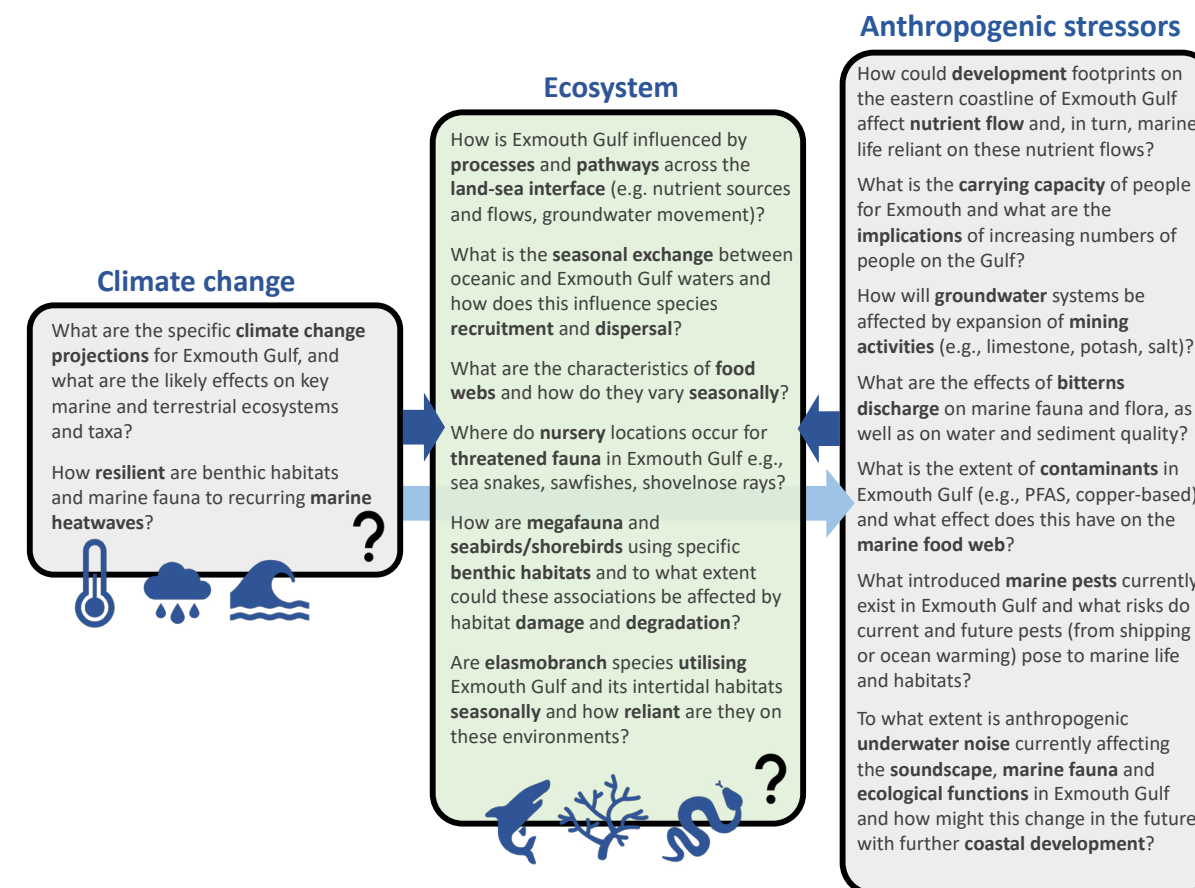 Climate change
What are the specific climate change
projections for Exmouth Gulf, and
what are the likely effects on key
marine and terrestrial ecosystems
and taxa?
How resilient are benthic habitats
and marine fauna to recurring marine
heatwaves?
?
Ecosystem
How is Exmouth Gulf influenced by
processes and pathways across the
land-sea interface (e.g. nutrient sources
and flows, groundwater movement)?
What is the seasonal exchange between
oceanic and Exmouth Gulf waters and
how does this influence species
recruitment and dispersal?
What are the characteristics of food
webs and how do they vary seasonally?
Where do nursery locations occur for
threatened fauna in Exmouth Gulf e.g.,
sea snakes, sawfishes, shovelnose rays?
How are megafauna and
seabirds/shorebirds using specific
benthic habitats and to what extent
could these associations be affected by
habitat damage and degradation?
Are elasmobranch species utilising
Exmouth Gulf and its intertidal habitats
seasonally and how reliant are they on
these environments?
?
Anthropogenic stressors
How could development footprints on
the eastern coastline of Exmouth Gulf
affect nutrient flow and, in turn, marine
life reliant on these nutrient flows?
What is the carrying capacity of people
for Exmouth and what are the
implications of increasing numbers of
people on the Gulf?
How will groundwater systems be
affected by expansion of mining
activities (e.g., limestone, potash, salt)?
What are the effects of bitterns
discharge on marine fauna and flora, as
well as on water and sediment quality?
What is the extent of contaminants in
Exmouth Gulf (e.g., PFAS, copper-based)
and what effect does this have on the
marine food web?
What introduced marine pests currently
exist in Exmouth Gulf and what risks do
current and future pests (from shipping
or ocean warming) pose to marine life
and habitats?
To what extent is anthropogenic
underwater noise currently affecting
the soundscape, marine fauna and
ecological functions in Exmouth Gulf
and how might this change in the future
with further coastal development?